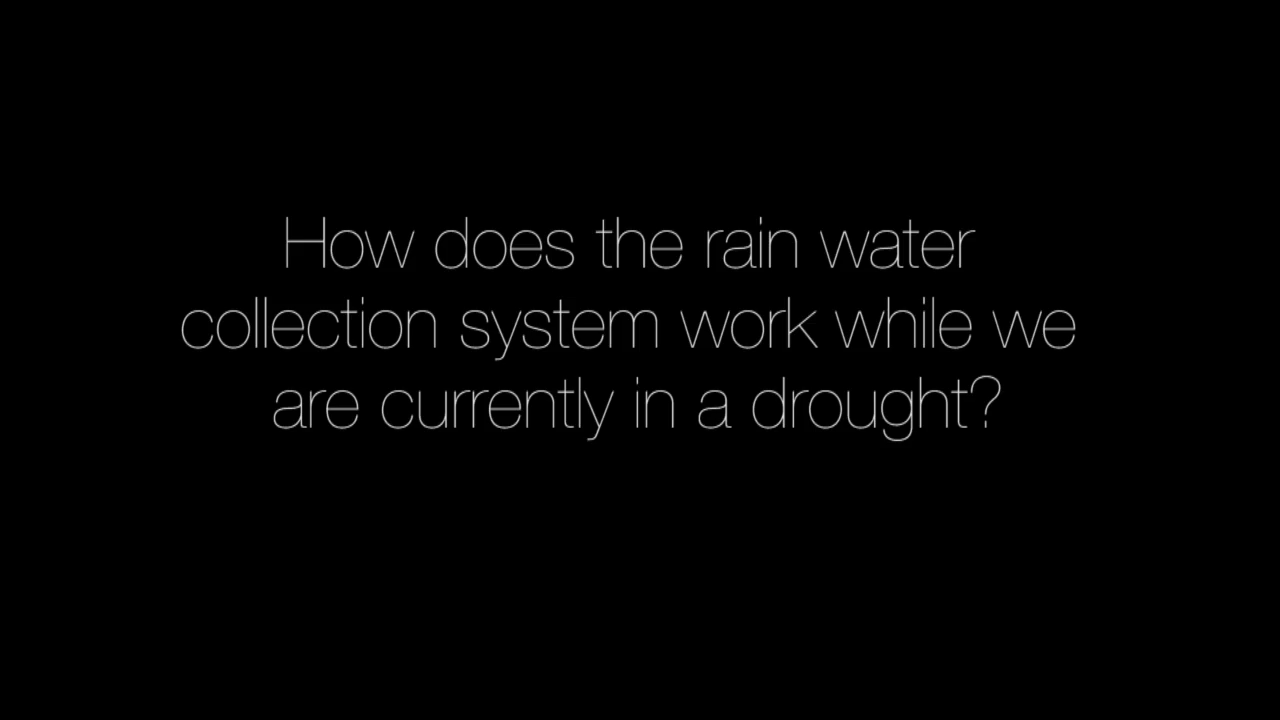 How does the rain water
collection system work while we
are currently in a drought?